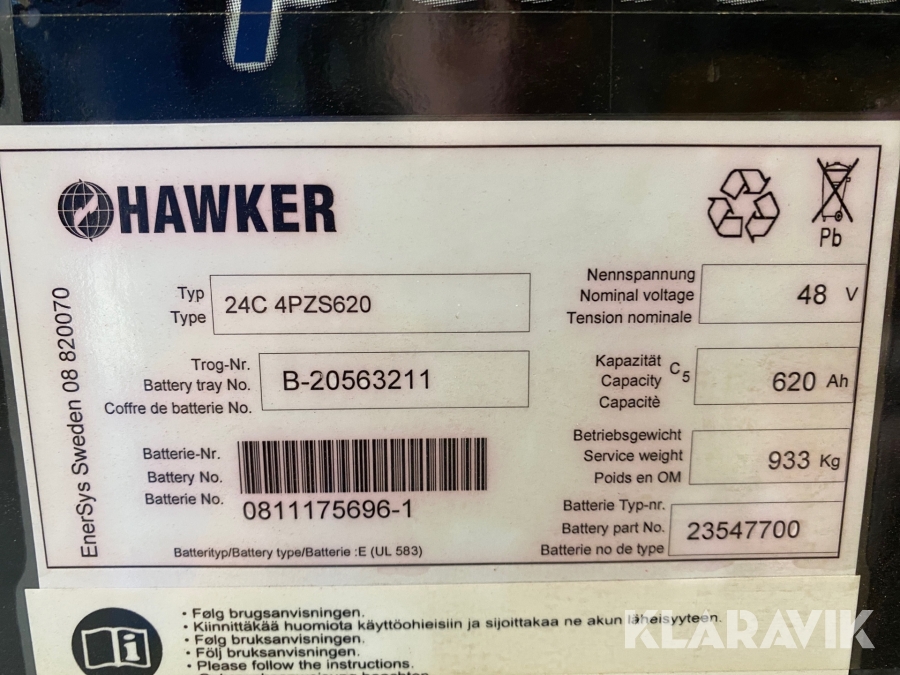 HAWKER
Pb
Typ
Type
24C 4PZS620
Nennspannung
Nominal voltage
Tension nominale
48 V
Trog-Nr.
Battery tray No.
Coffre de batterie No.
B-20563211
Kapazität
Capacity
Capacitè
C5
620 Ah
Batterie-Nr.
Battery No.
Batterie No.
0811175696-1
Betriebsgewicht
Service weight
Poids en OM
933 Kg
Batterie Typ-nr.
Battery part No.
Batterie no de type
23547700
Batterityp/Battery type/Batterie :E (UL 583)
EnerSys Sweden 08 820070
• Følg brugsanvisningen.
• Kiinnittäkää huomiota käyttöohjeisiin ja sijoittakaa ne akun läheisyyteen.
• Følg bruksanvisningen.
• Följ bruksanvisningen.
• Please follow the instructions.
KLARAVIK